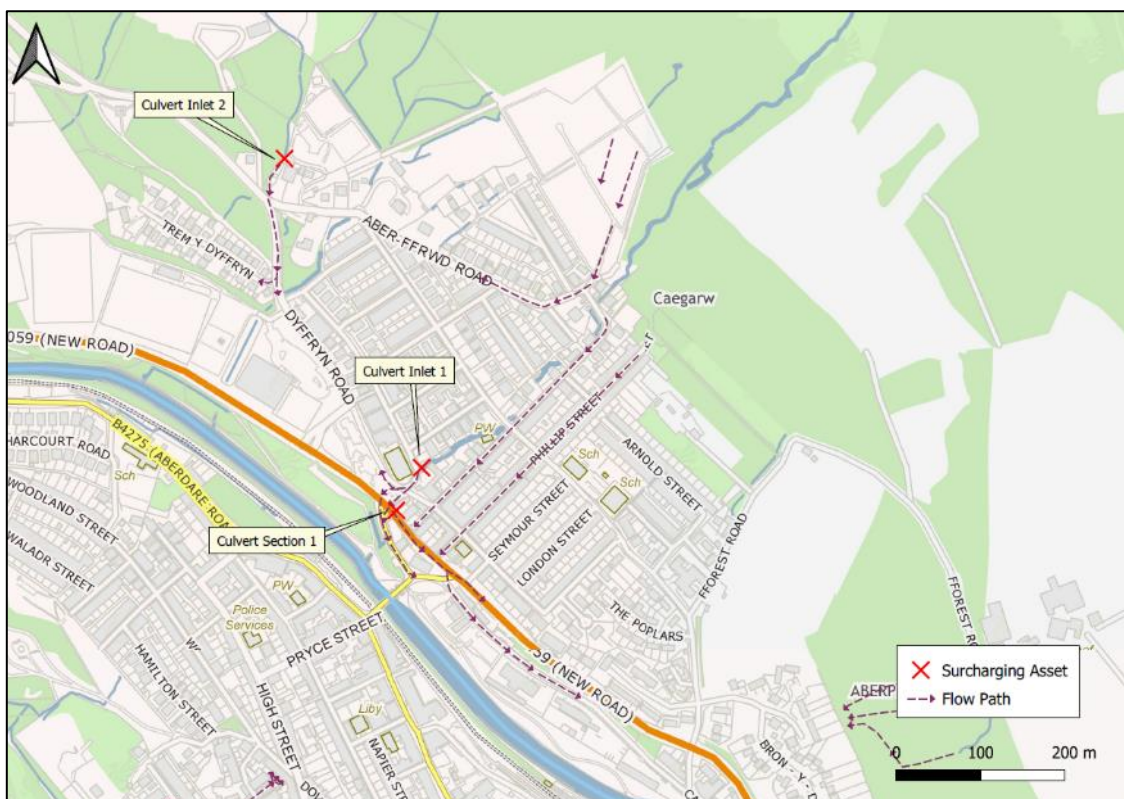 Culvert Inlet 2
TREM Y DYFFRYN
ABER-FFRWD ROAD
Caegarw
059 (NEW ROAD)
DYFFRYN ROAD
Culvert Inlet 1
PW
PHILLIP STREET
ARNOLD STREET
Sch
Sch
SEYMOUR STREET
LONDON STREET
HARCOURT ROAD
Sch
B4275 (ABERDARE ROA
WOODLAND STREET
WALADR STREET
Culvert Section 1
FFOREST ROAD
FFOREST RO
THE POPLARS
PW
Police
Services
PRYCE STREET
59 (NEW ROAD)
HAMILTON STREET
HIGH STREET
Liby
NAPIER STREET
BRON - Y - D
CA
DO
ABERP
Surcharging Asset
Flow Path
0 100 200 m